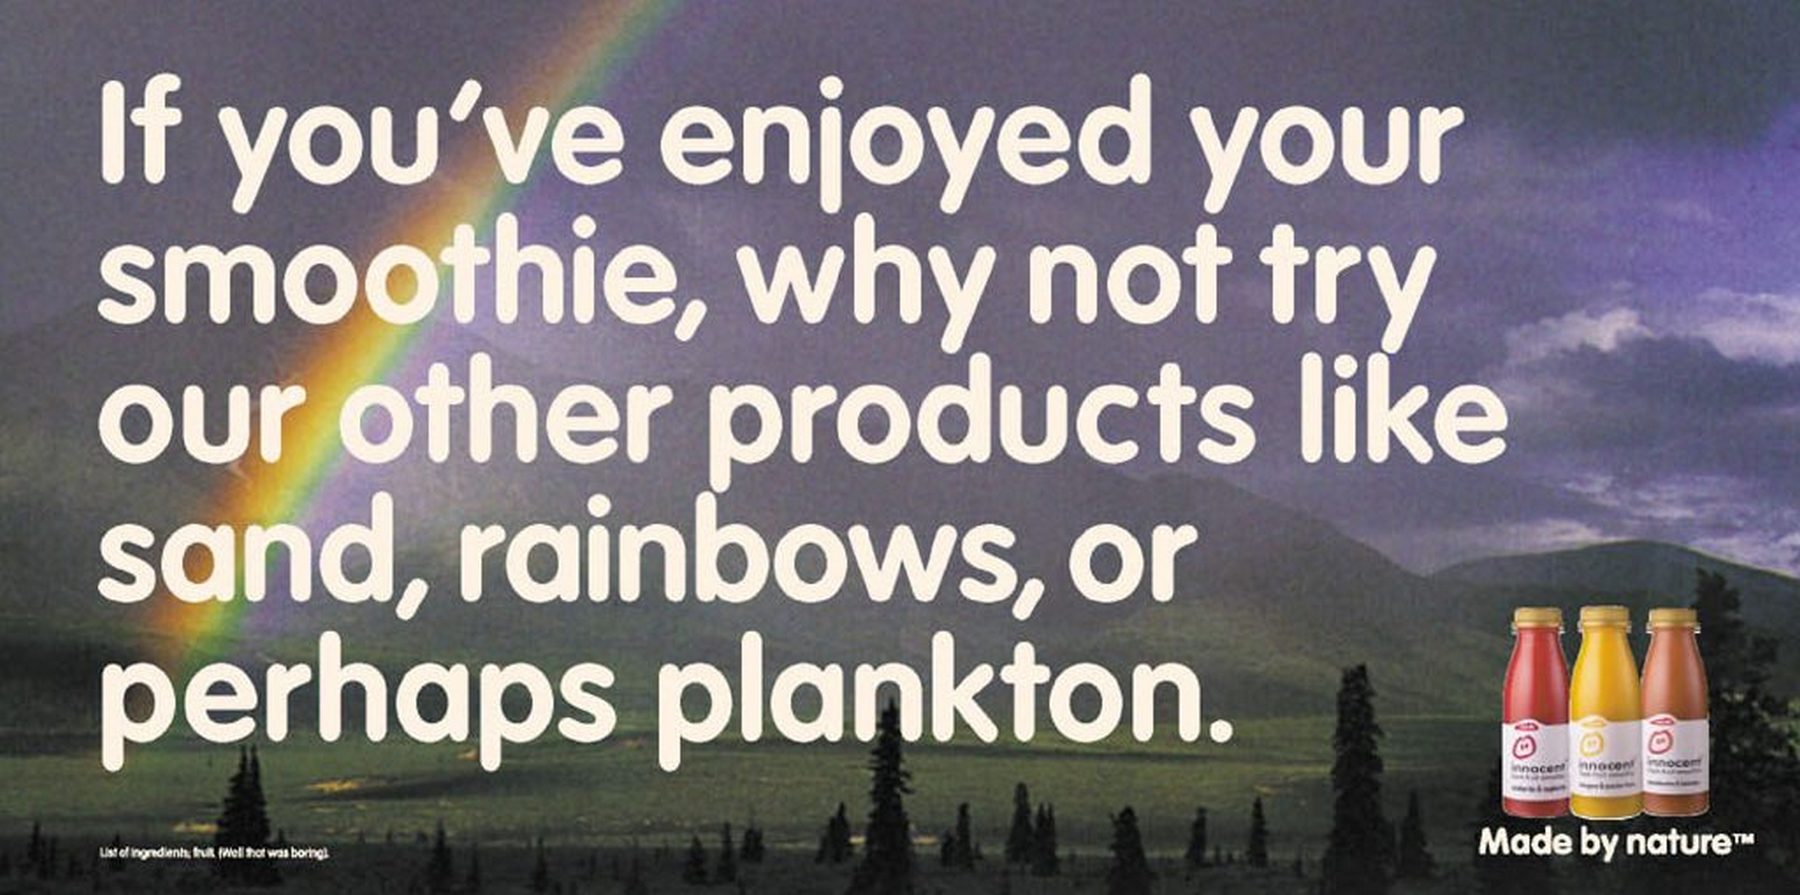 If you've enjoyed your
smoothie, why not try
our other products like
sand, rainbows, or
perhaps plankton.
innocent
innocent
innocent
Made by nature™
List of ingredients; fruit. (Well that was boring).